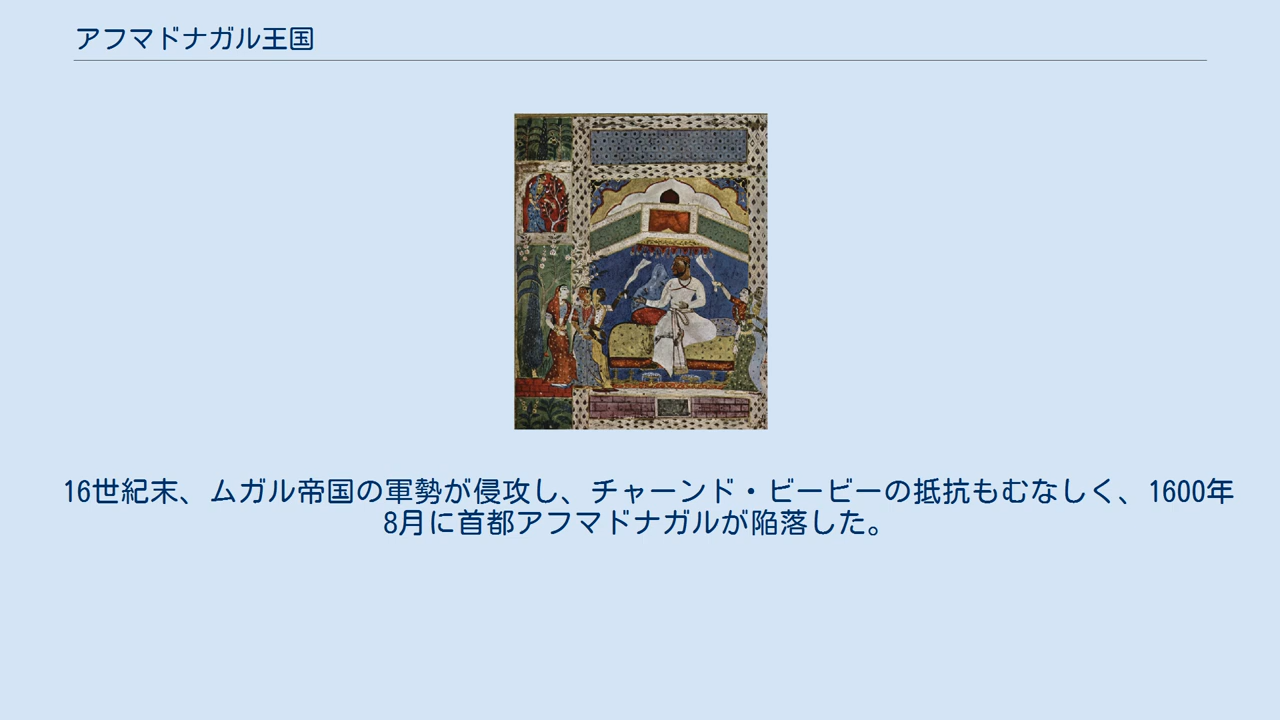 アフマドナガル王国
16世紀末、ムガル帝国の軍勢が侵攻し、チャーンド・ビービーの抵抗もむなしく、1600年
8月に首都アフマドナガルが陥落した。